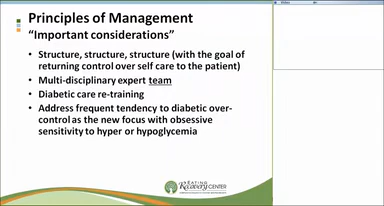 Principles of Management
“Important considerations”
• Structure, structure, structure (with the goal of
returning control over self care to the patient)
• Multi-disciplinary expert team
• Diabetic care re-training
• Address frequent tendency to diabetic over-
control as the new focus with obsessive
sensitivity to hyper or hypoglycemia
EATING
Recovery CENTER